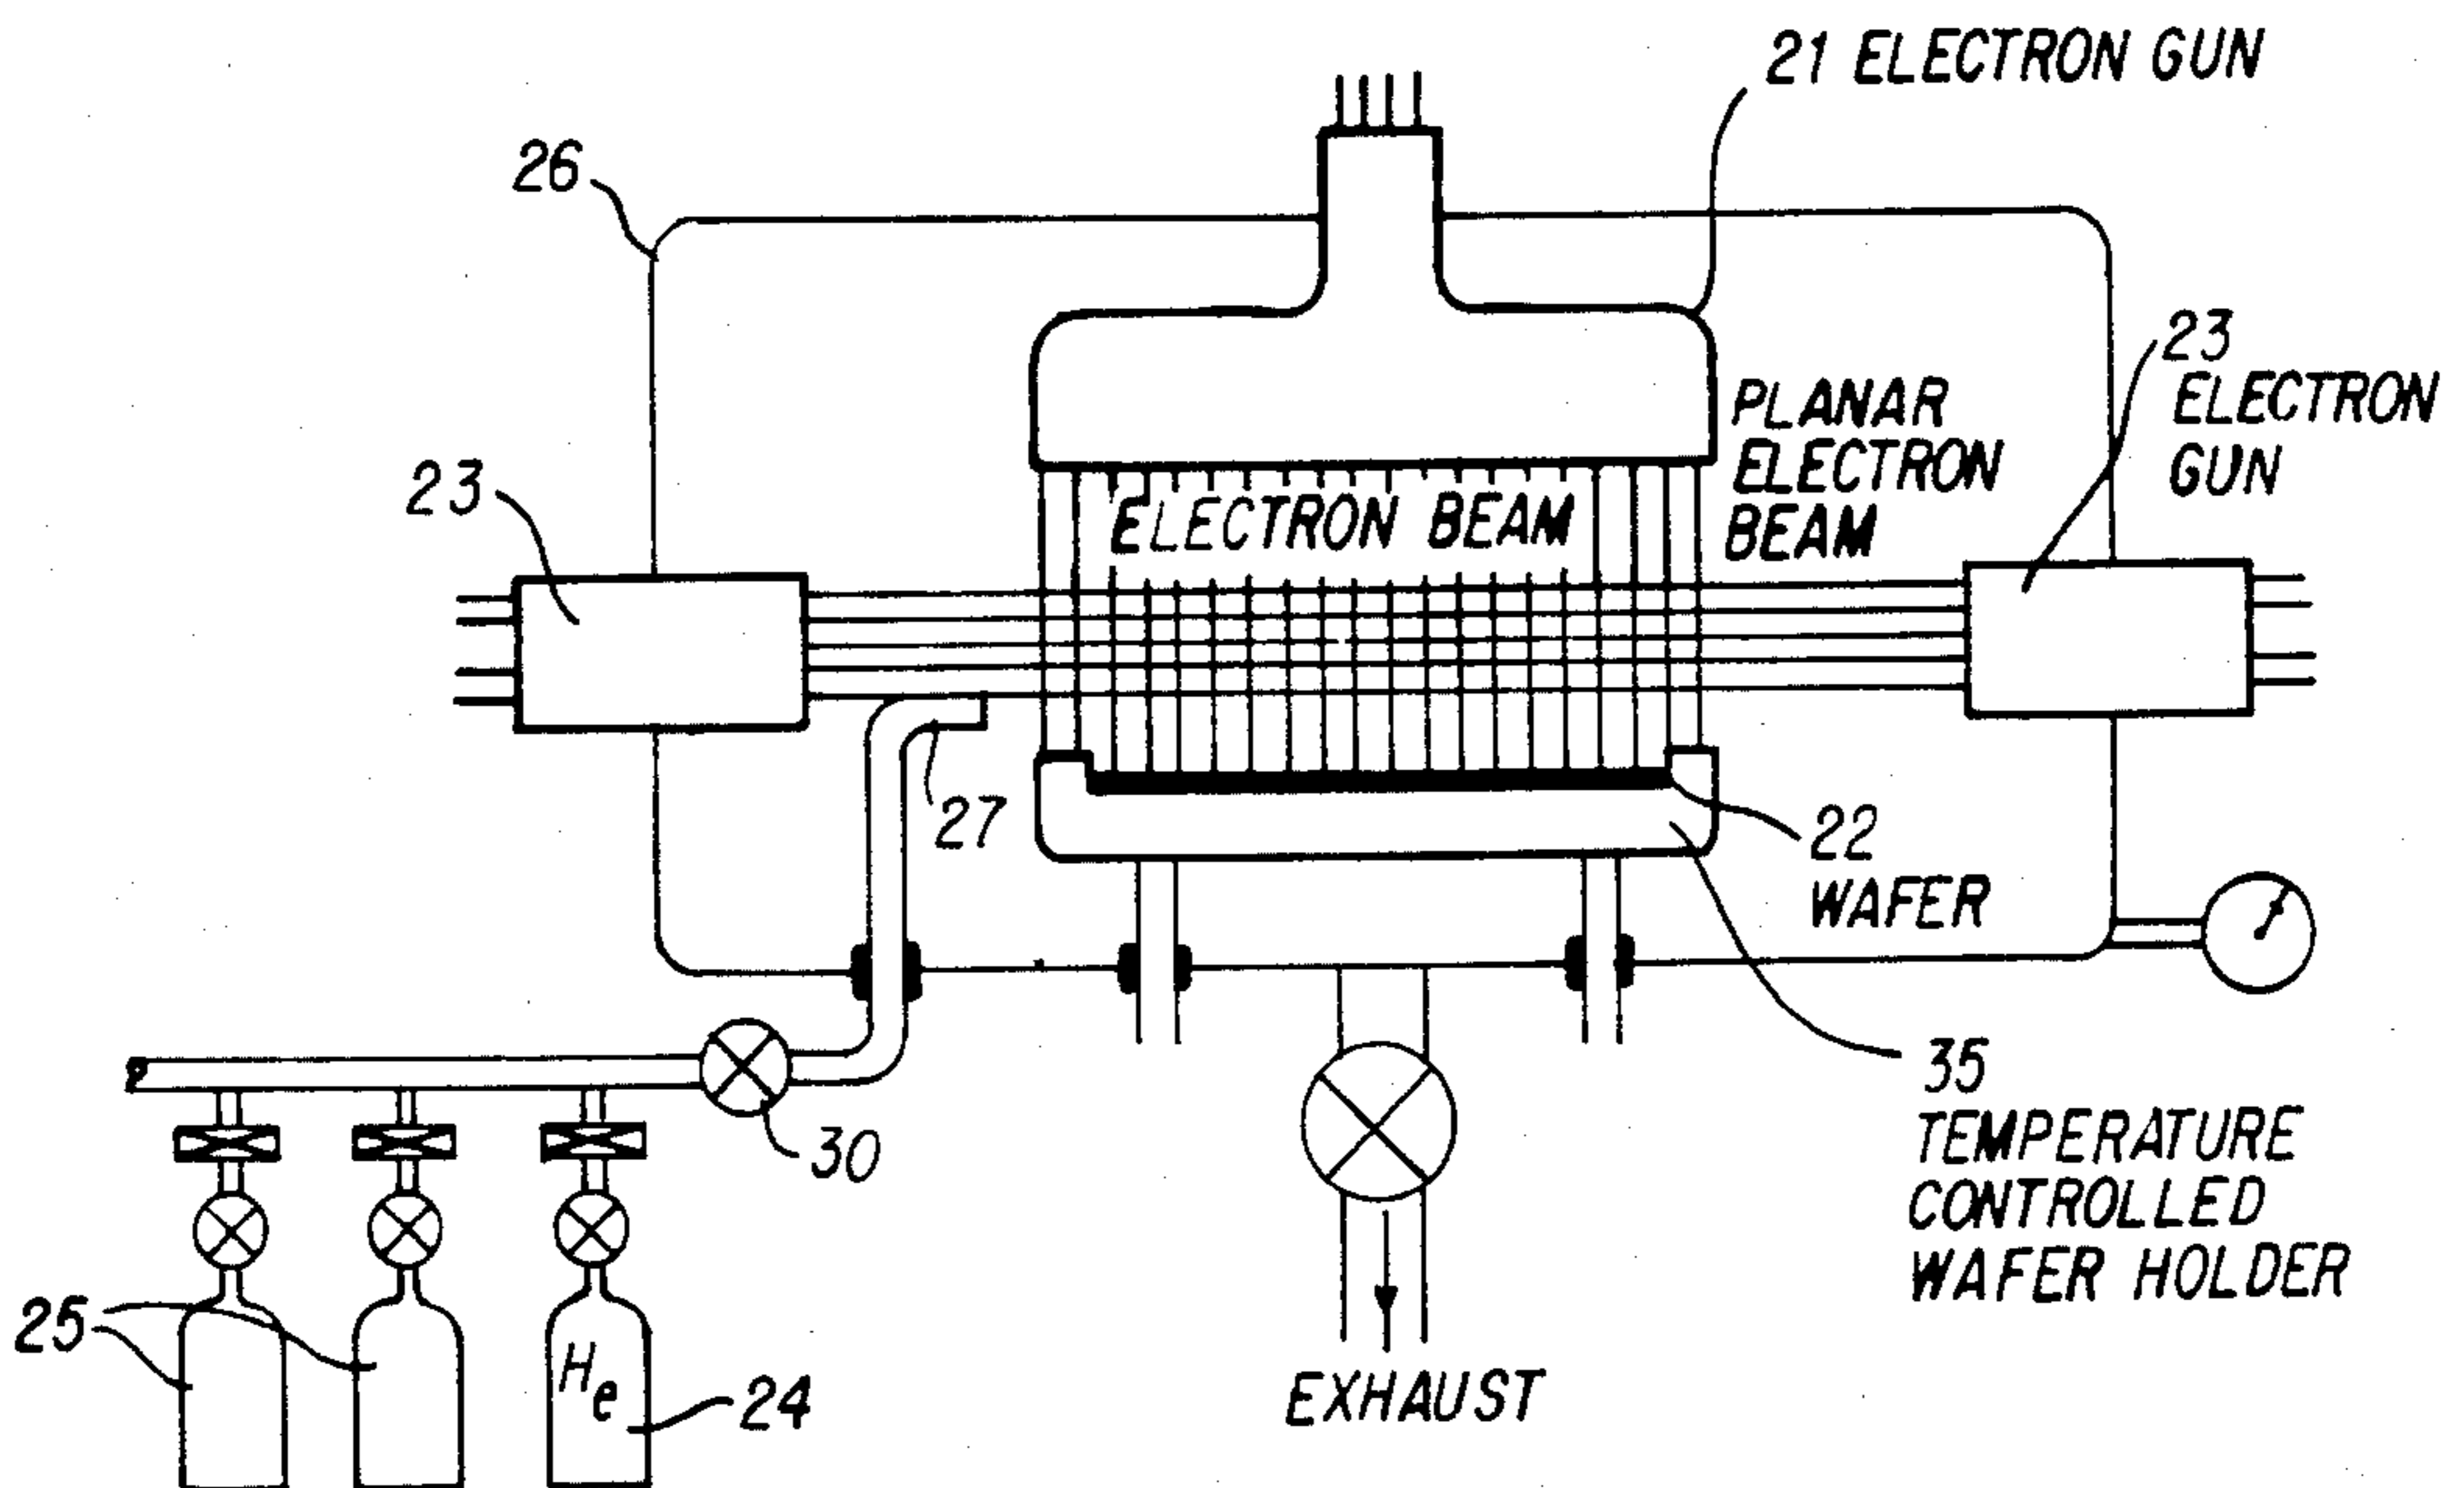 21 ELECTRON GUN
26
23
ELECTRON
GUN
PLANAR
ELECTRON
BEAM
23
ELECTRON BEAM
27
22
WAFER
35
TEMPERATURE
CONTROLLED
WAFER HOLDER
30
25
He
24
EXHAUST